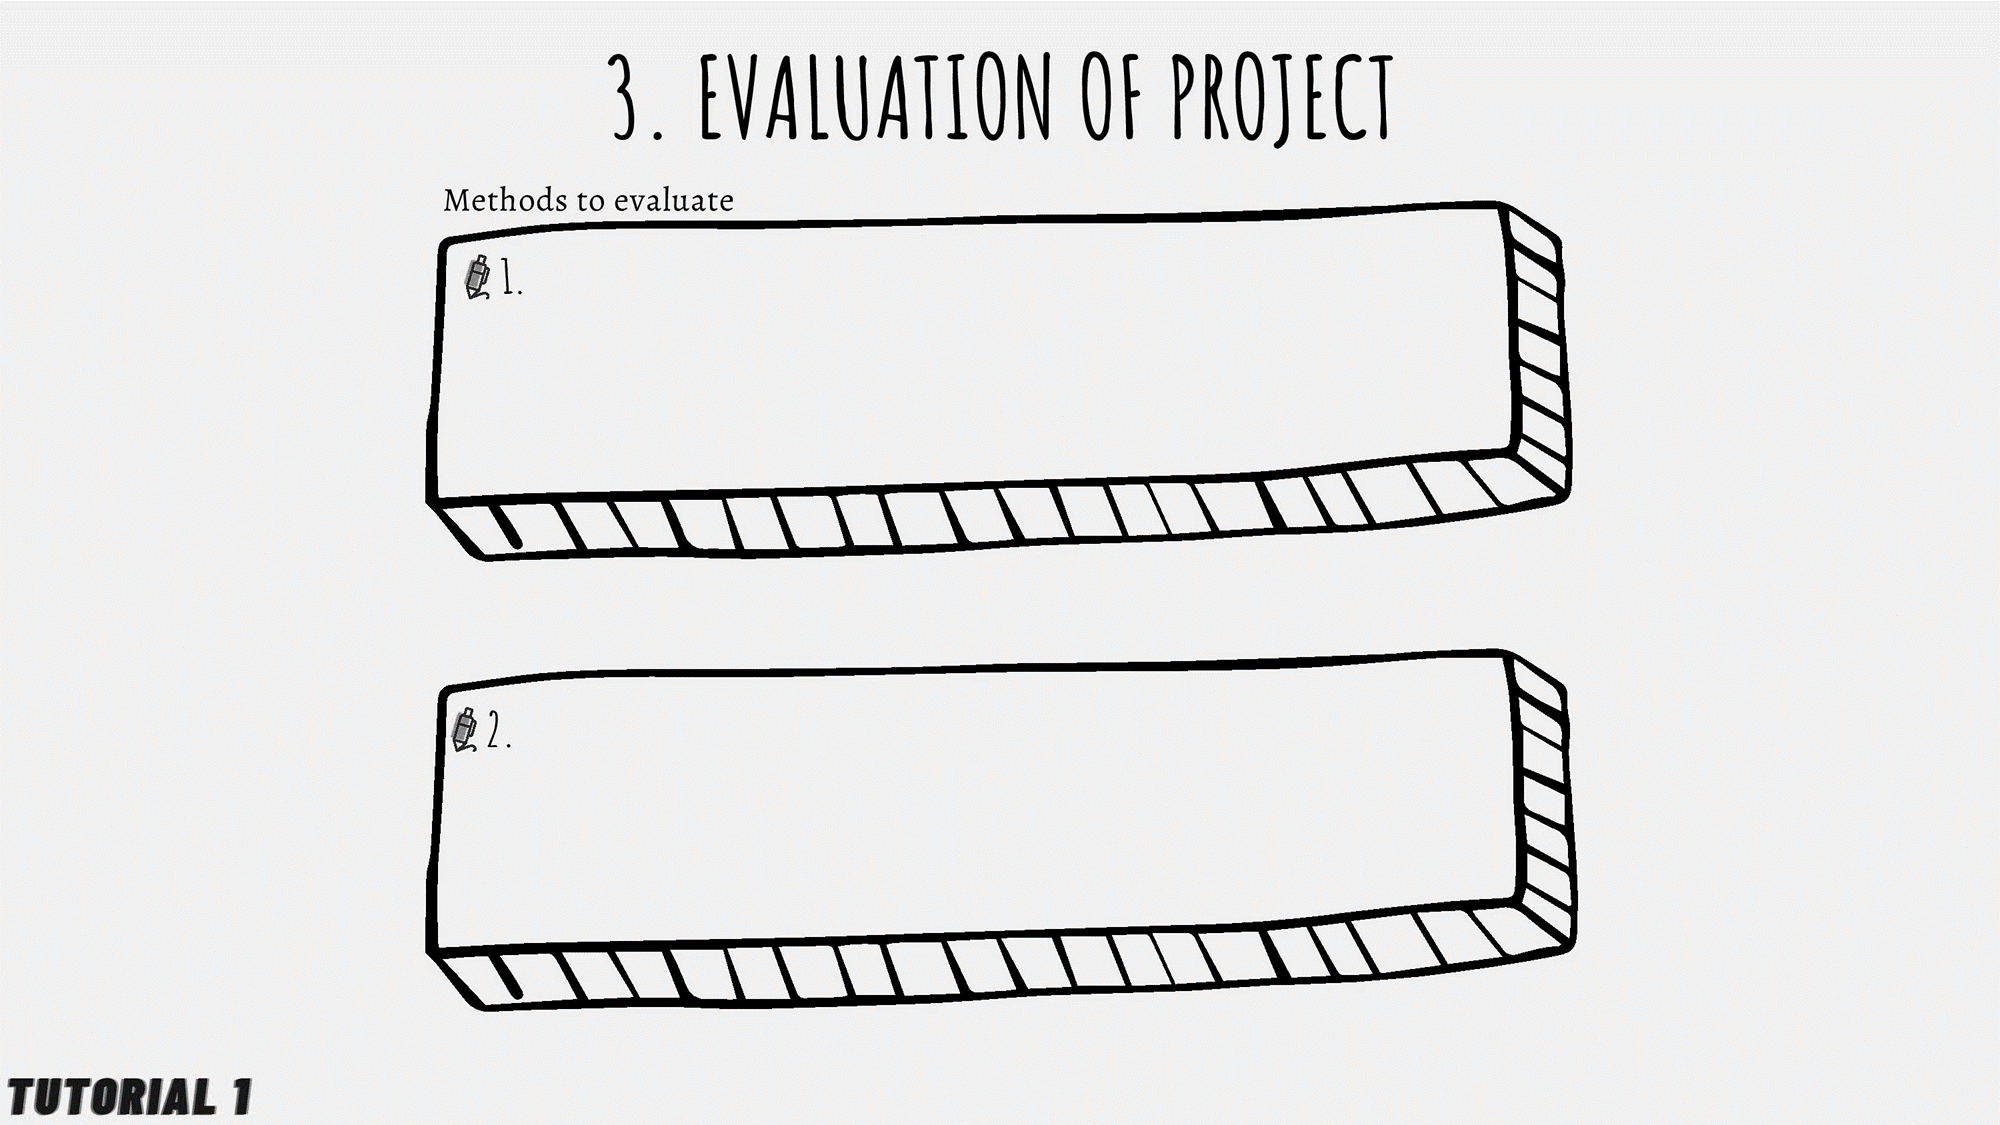 3. EVALUATION OF PROJECT
Methods to evaluate
1.
2.
TUTORIAL 1